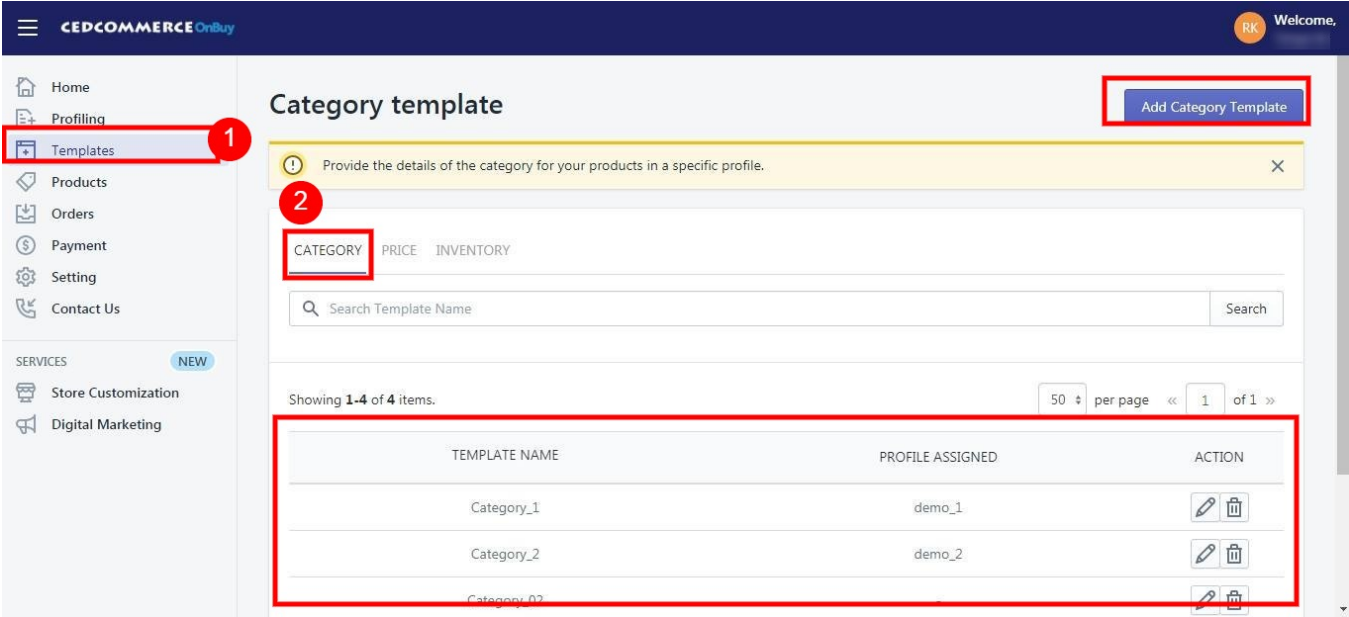 CEDCOMMERCE OnBuy
RK
Welcome,
Home
Profiling
Templates
1
Products
Orders
Payment
Setting
Contact Us
SERVICES NEW
Store Customization
Digital Marketing
Category template
Add Category Template
Provide the details of the category for your products in a specific profile.
2
CATEGORY PRICE INVENTORY
Search Template Name
Search
Showing 1-4 of 4 items.
50 per page « 1 of 1 »
TEMPLATE NAME PROFILE ASSIGNED ACTION
Category_1 demo_1
Category_2 demo_2
Category_02 -